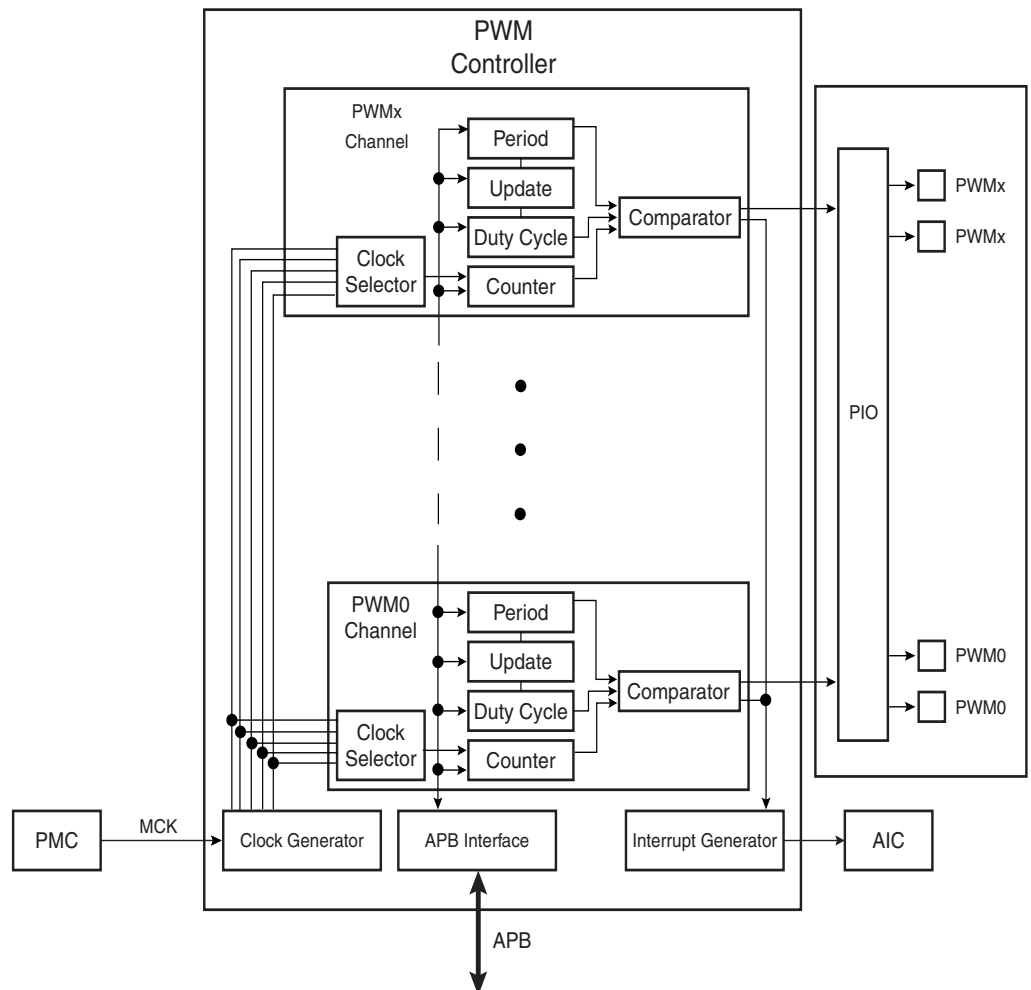 PWM
Controller
PWMx
Channel
Period
Update
Duty Cycle
Counter
Clock
Selector
Comparator
PIO
PWMx
PWMx
PWM0
Channel
Period
Update
Duty Cycle
Counter
Clock
Selector
Comparator
PWM0
PWM0
PMC
MCK
Clock Generator
APB Interface
Interrupt Generator
AIC
APB